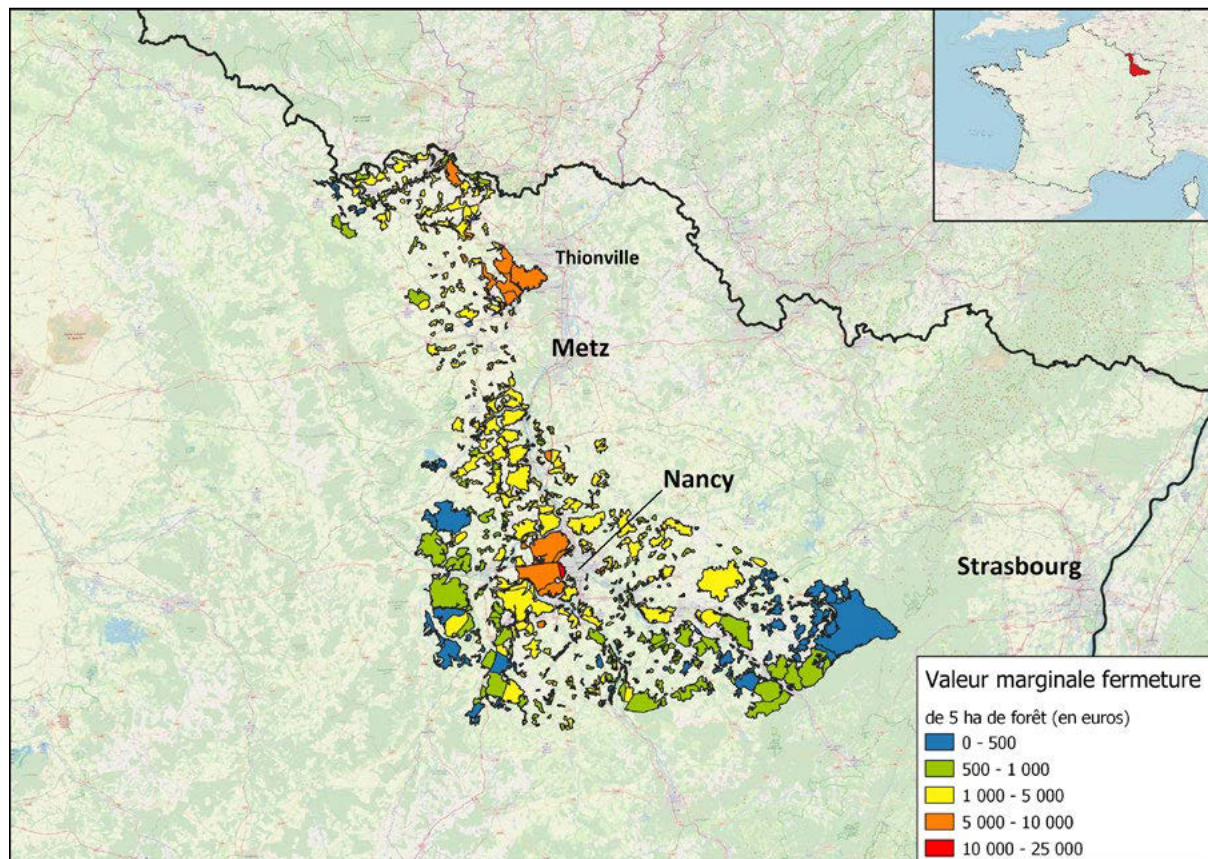 Thionville
Metz
Nancy
Strasbourg
Valeur marginale fermeture
de 5 ha de forêt (en euros)
0 - 500
500 - 1 000
1 000 - 5 000
5 000 - 10 000
10 000 - 25 000